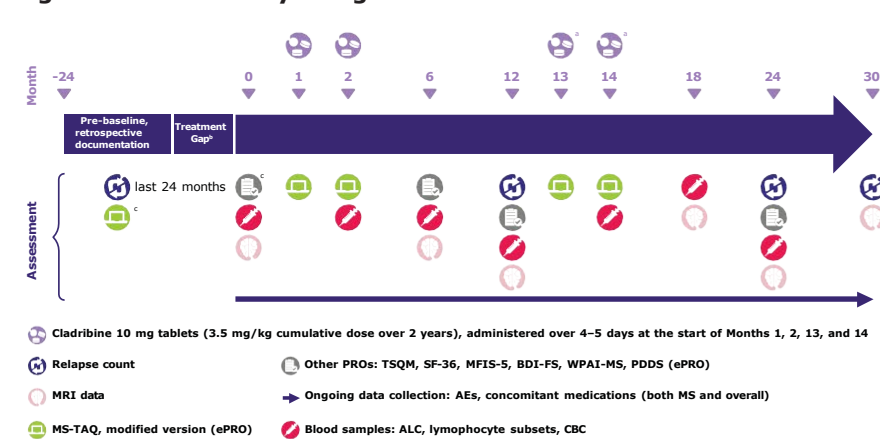 Month
-24 0 1 2 6 12 13 14 18 24 30
a a
Pre-baseline,
retrospective
documentation
Treatment
Gapᵇ
Assessment
last 24 months
c
c
Cladribine 10 mg tablets (3.5 mg/kg cumulative dose over 2 years), administered over 4–5 days at the start of Months 1, 2, 13, and 14
Relapse count
Other PROs: TSQM, SF-36, MFIS-5, BDI-FS, WPAI-MS, PDDS (ePRO)
MRI data
Ongoing data collection: AEs, concomitant medications (both MS and overall)
MS-TAQ, modified version (ePRO)
Blood samples: ALC, lymophocyte subsets, CBC